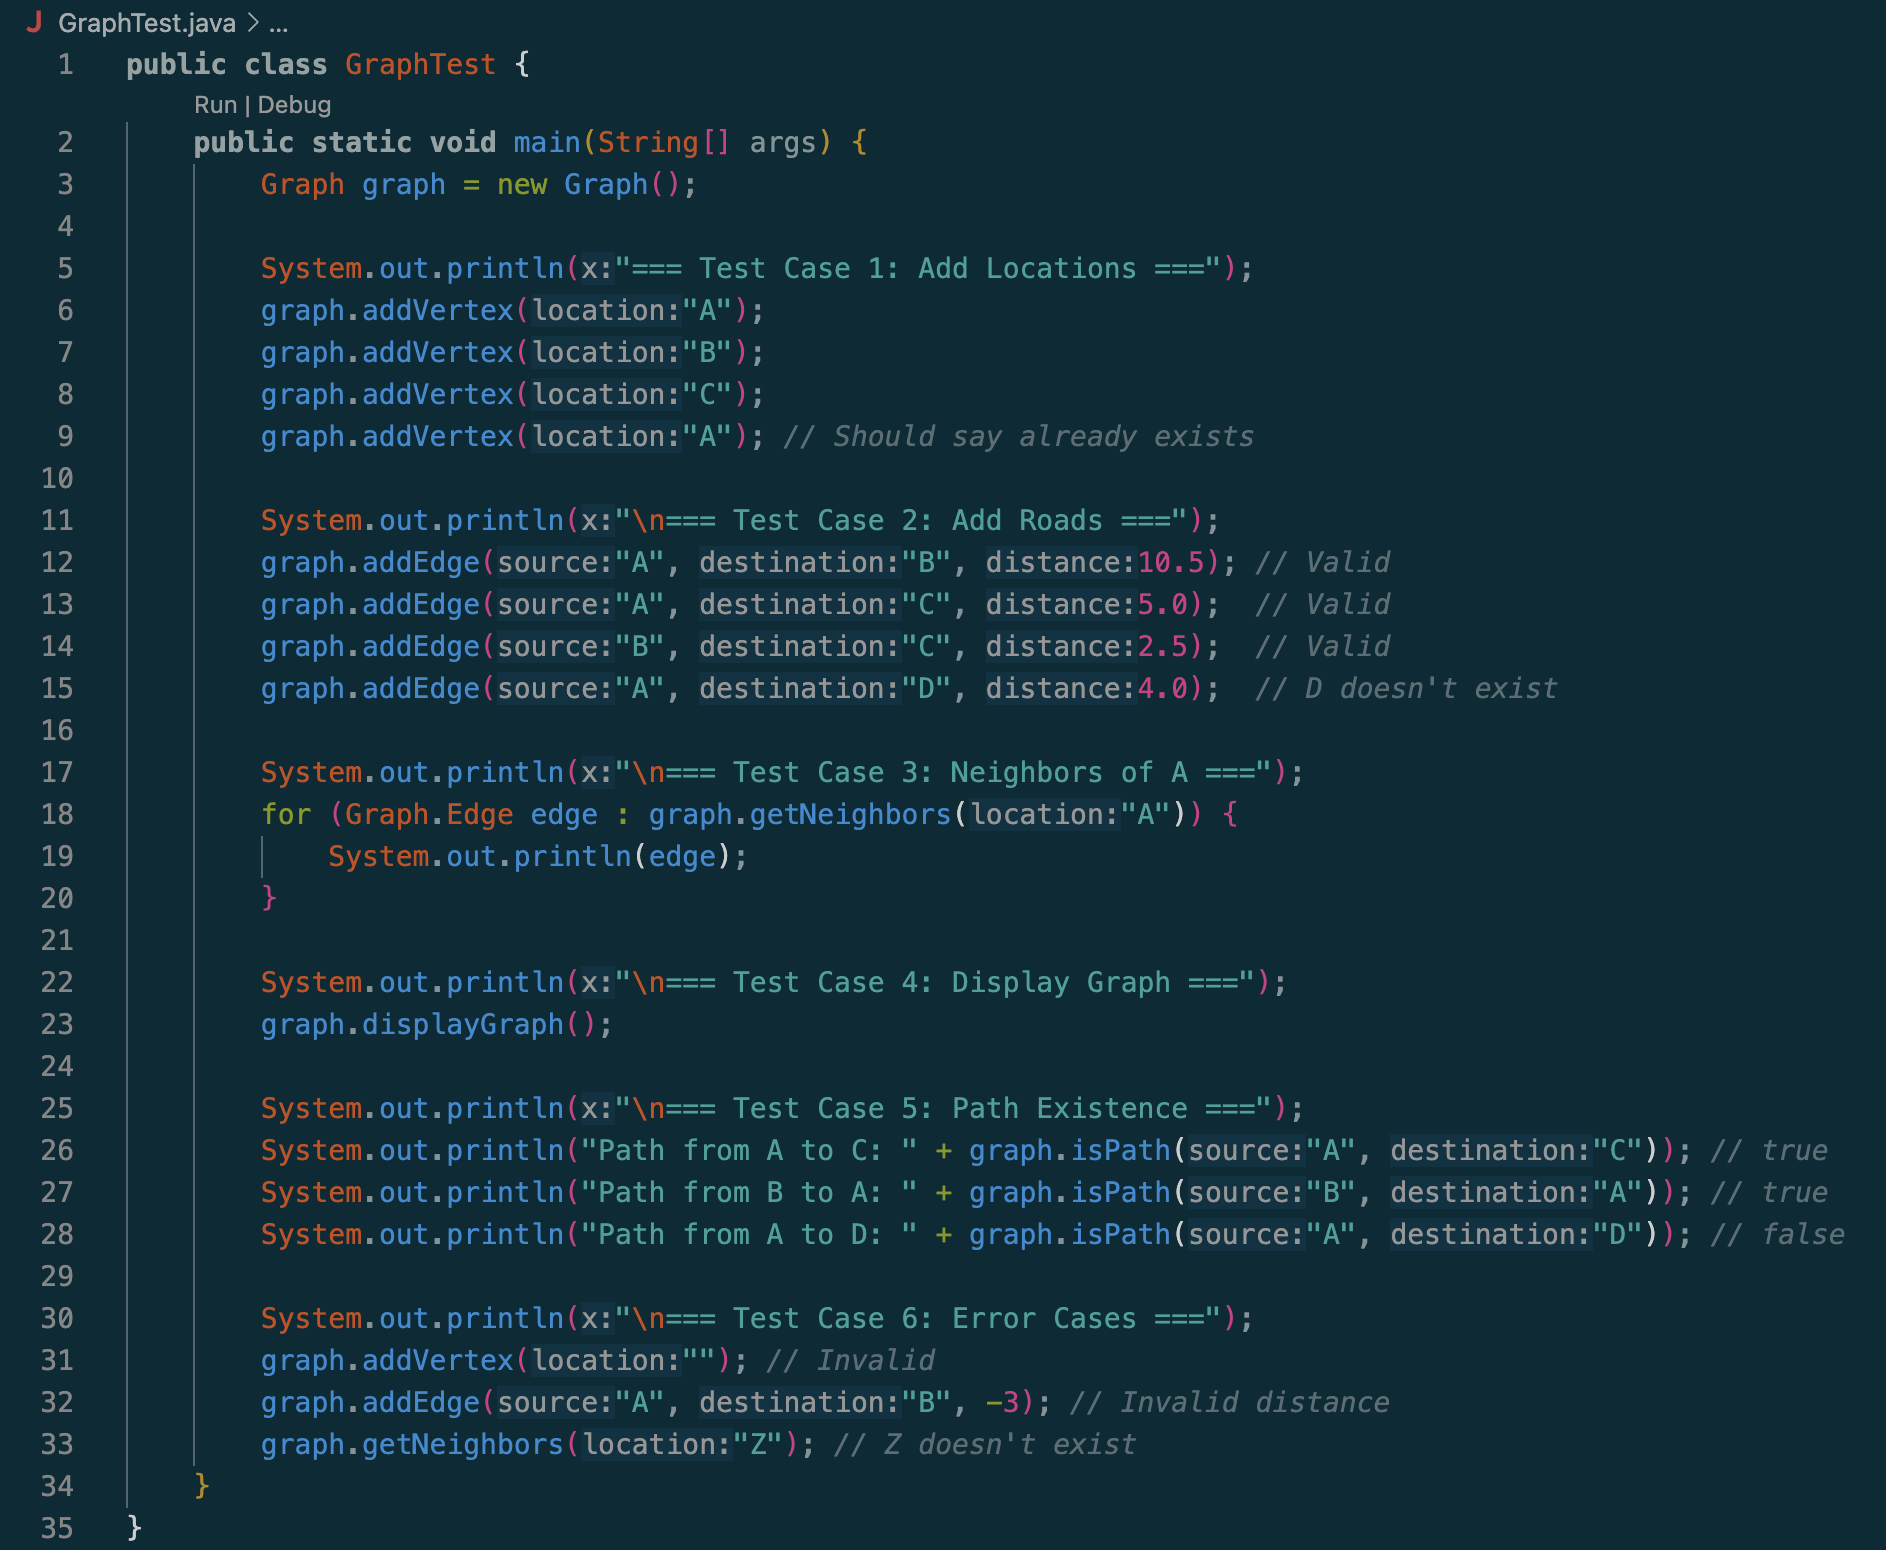 GraphTest.java > ...
1 public class GraphTest {
Run | Debug
2 public static void main(String[] args) {
3 Graph graph = new Graph();
4
5 System.out.println(x:"=== Test Case 1: Add Locations ===");
6 graph.addVertex(location:"A");
7 graph.addVertex(location:"B");
8 graph.addVertex(location:"C");
9 graph.addVertex(location:"A"); // Should say already exists
10
11 System.out.println(x:"\n=== Test Case 2: Add Roads ===");
12 graph.addEdge(source:"A", destination:"B", distance:10.5); // Valid
13 graph.addEdge(source:"A", destination:"C", distance:5.0);  // Valid
14 graph.addEdge(source:"B", destination:"C", distance:2.5);  // Valid
15 graph.addEdge(source:"A", destination:"D", distance:4.0);  // D doesn't exist
16
17 System.out.println(x:"\n=== Test Case 3: Neighbors of A ===");
18 for (Graph.Edge edge : graph.getNeighbors(location:"A")) {
19 System.out.println(edge);
20 }
21
22 System.out.println(x:"\n=== Test Case 4: Display Graph ===");
23 graph.displayGraph();
24
25 System.out.println(x:"\n=== Test Case 5: Path Existence ===");
26 System.out.println("Path from A to C: " + graph.isPath(source:"A", destination:"C")); // true
27 System.out.println("Path from B to A: " + graph.isPath(source:"B", destination:"A")); // true
28 System.out.println("Path from A to D: " + graph.isPath(source:"A", destination:"D")); // false
29
30 System.out.println(x:"\n=== Test Case 6: Error Cases ===");
31 graph.addVertex(location:""); // Invalid
32 graph.addEdge(source:"A", destination:"B", -3); // Invalid distance
33 graph.getNeighbors(location:"Z"); // Z doesn't exist
34 }
35 }